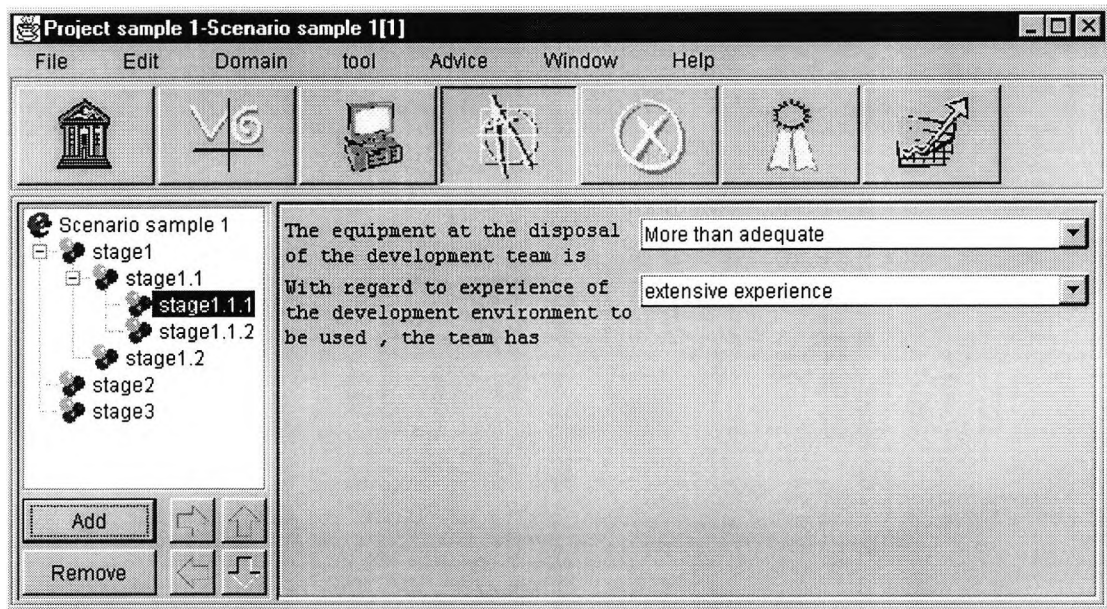 Project sample 1-Scenario sample 1[1]
File Edit Domain tool Advice Window Help
Scenario sample 1
stage1
stage1.1
stage1.1.1
stage1.1.2
stage1.2
stage2
stage3
Add
Remove
The equipment at the disposal
of the development team is
More than adequate
With regard to experience of
the development environment to
be used , the team has
extensive experience